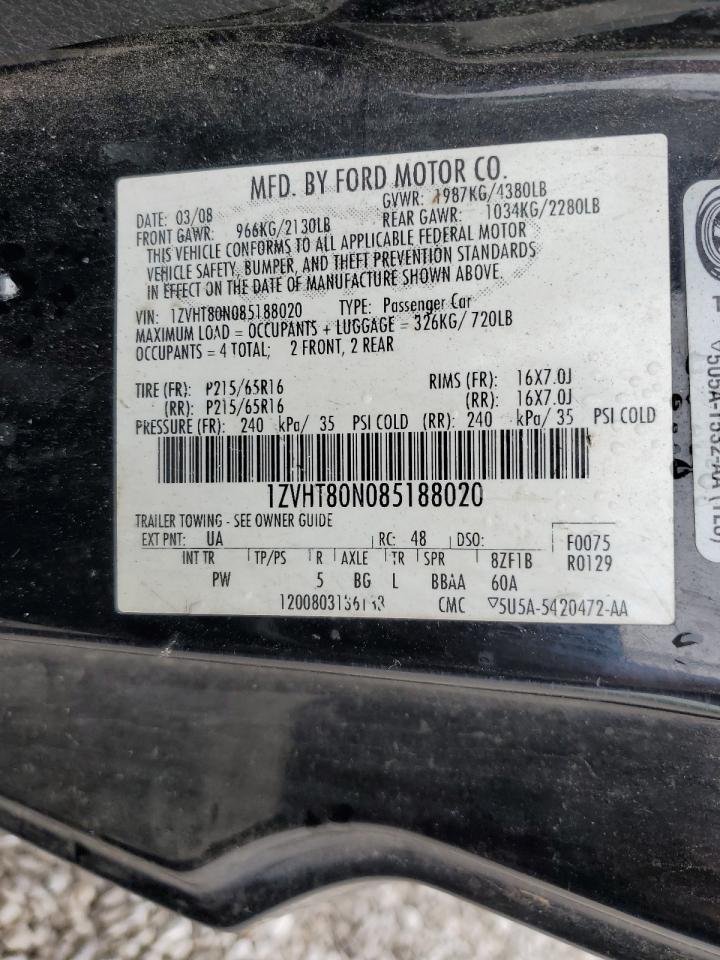 MFD. BY FORD MOTOR CO.
DATE: 03/08 GVWR: 1987KG/4380LB
FRONT GAWR: 966KG/2130LB REAR GAWR: 1034KG/2280LB
THIS VEHICLE CONFORMS TO ALL APPLICABLE FEDERAL MOTOR
VEHICLE SAFETY, BUMPER, AND THEFT PREVENTION STANDARDS
IN EFFECT ON THE DATE OF MANUFACTURE SHOWN ABOVE.
VIN: 1ZVHT80N085188020 TYPE: Passenger Car
MAXIMUM LOAD = OCCUPANTS + LUGGAGE = 326KG/ 720LB
OCCUPANTS = 4 TOTAL; 2 FRONT, 2 REAR
TIRE (FR): P215/65R16 RIMS (FR): 16X7.0J
(RR): P215/65R16 (RR): 16X7.0J
PRESSURE (FR): 240 kPa/ 35 PSI COLD (RR): 240 kPa/ 35 PSI COLD
1ZVHT80N085188020
TRAILER TOWING - SEE OWNER GUIDE
EXT PNT: UA RC: 48 DSO: F0075
INT TR TP/PS R AXLE TR SPR 8ZF1B R0129
PW 5 BG L BBAA 60A
CMC ▽5U5A-5420472-AA